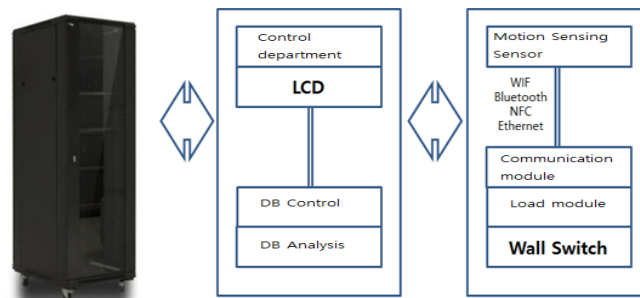 Control
department
LCD
DB Control
DB Analysis
Motion Sensing
Sensor
WIF
Bluetooth
NFC
Ethernet
Communication
module
Load module
Wall Switch